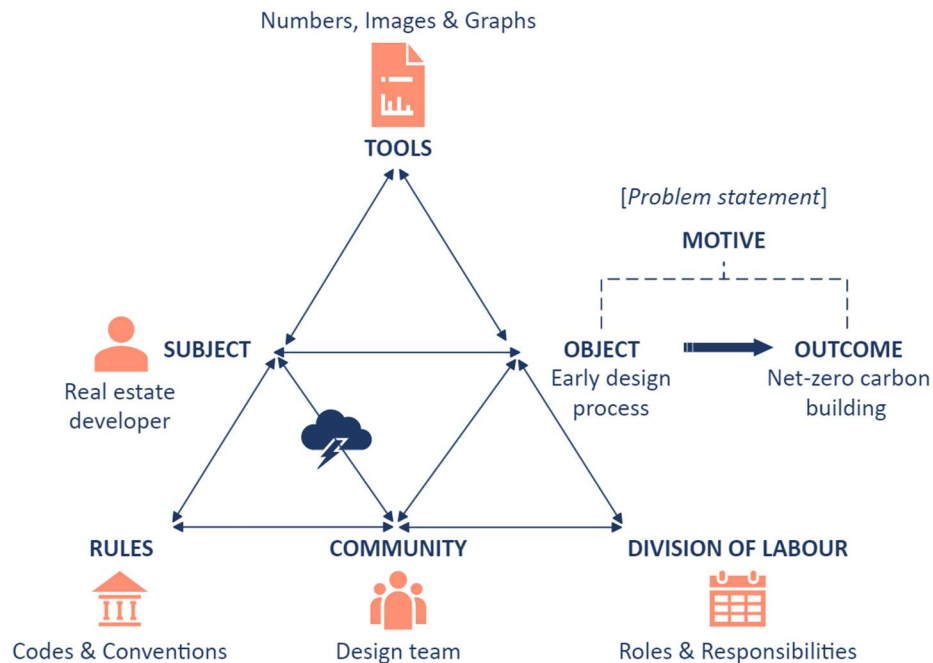 Numbers, Images & Graphs
TOOLS
[Problem statement]
MOTIVE
SUBJECT
Real estate
developer
OBJECT
Early design
process
OUTCOME
Net-zero carbon
building
RULES
Codes & Conventions
COMMUNITY
Design team
DIVISION OF LABOUR
Roles & Responsibilities